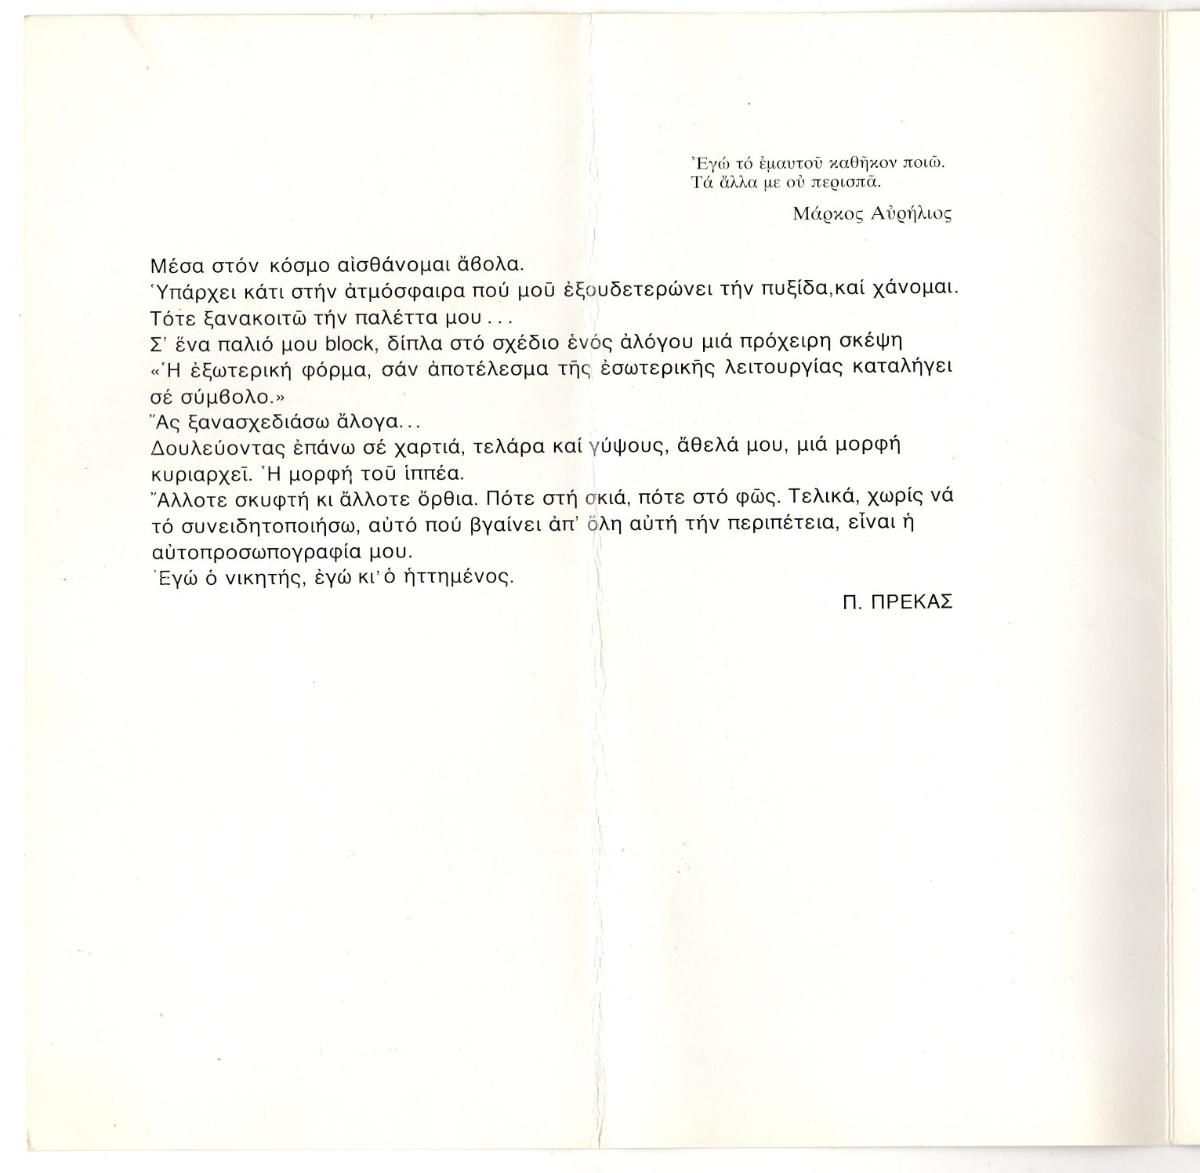 Ἐγώ τό ἐμαυτοῦ καθῆκον ποιῶ.
Τά ἄλλα με οὐ περισπᾶ.
Μάρκος Αὐρήλιος
Μέσα στόν κόσμο αἰσθάνομαι ἄβολα.
Ὑπάρχει κάτι στήν ἀτμόσφαιρα πού μοῦ ἐξουδετερώνει τήν πυξίδα,καί χάνομαι.
Τότε ξανακοιτῶ τήν παλέττα μου...
Σ' ἕνα παλιό μου block, δίπλα στό σχέδιο ἑνός ἀλόγου μιά πρόχειρη σκέψη
«Ἡ ἐξωτερική φόρμα, σάν ἀποτέλεσμα τῆς ἐσωτερικῆς λειτουργίας καταλήγει
σέ σύμβολο.»
Ἄς ξανασχεδιάσω ἄλογα...
Δουλεύοντας ἐπάνω σέ χαρτιά, τελάρα καί γύψους, ἄθελά μου, μιά μορφή
κυριαρχεῖ. Ἡ μορφή τοῦ ἱππέα.
Ἄλλοτε σκυφτή κι ἄλλοτε ὄρθια. Πότε στή σκιά, πότε στό φῶς. Τελικά, χωρίς νά
τό συνειδητοποιήσω, αὐτό πού βγαίνει ἀπ' ὅλη αὐτή τήν περιπέτεια, εἶναι ἡ
αὐτοπροσωπογραφία μου.
Ἐγώ ὁ νικητής, ἐγώ κι' ὁ ἡττημένος.
Π. ΠΡΕΚΑΣ